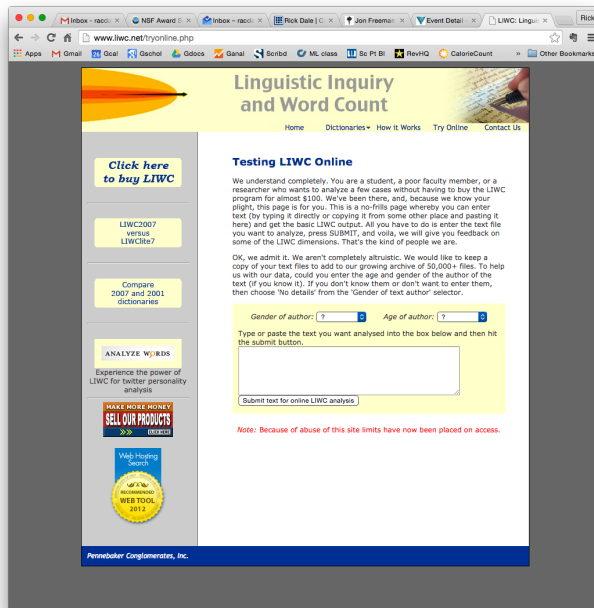 Inbox - racda
NSF Award S
Inbox - racda
Rick Dale | C
Jon Freeman
Event Detail
LIWC: Lingui
Rick
www.liwc.net/tryonline.php
Apps
Gmail
Gcal
Gschol
Gdocs
Ganal
Scribd
ML class
Sc Pt Bl
RevHQ
CalorieCount
»
Other Bookmarks
Linguistic Inquiry
and Word Count
Home
Dictionaries
How it Works
Try Online
Contact Us
Click here
to buy LIWC
LIWC2007
versus
LIWClite7
Compare
2007 and 2001
dictionaries
ANALYZE WORDS
Experience the power of
LIWC for twitter personality
analysis
MAKE MORE MONEY
SELL OUR PRODUCTS
>> CLICK HERE
Web Hosting
Search
RECOMMENDED
WEB TOOL
2012
Testing LIWC Online
We understand completely. You are a student, a poor faculty member, or a
researcher who wants to analyze a few cases without having to buy the LIWC
program for almost $100. We've been there, and, because we know your
plight, this page is for you. This is a no-frills page whereby you can enter
text (by typing it directly or copying it from some other place and pasting it
here) and get the basic LIWC output. All you have to do is enter the text file
you want to analyze, press SUBMIT, and voila, we will give you feedback on
some of the LIWC dimensions. That's the kind of people we are.
OK, we admit it. We aren't completely altruistic. We would like to keep a
copy of your text files to add to our growing archive of 50,000+ files. To help
us with our data, could you enter the age and gender of the author of the
text (if you know it). If you don't know them or don't want to enter them,
then choose 'No details' from the 'Gender of text author' selector.
Gender of author: ?
Age of author: ?
Type or paste the text you want analysed into the box below and then hit
the submit button.
Submit text for online LIWC analysis
Note: Because of abuse of this site limits have now been placed on access.
Pennebaker Conglomerates, Inc.